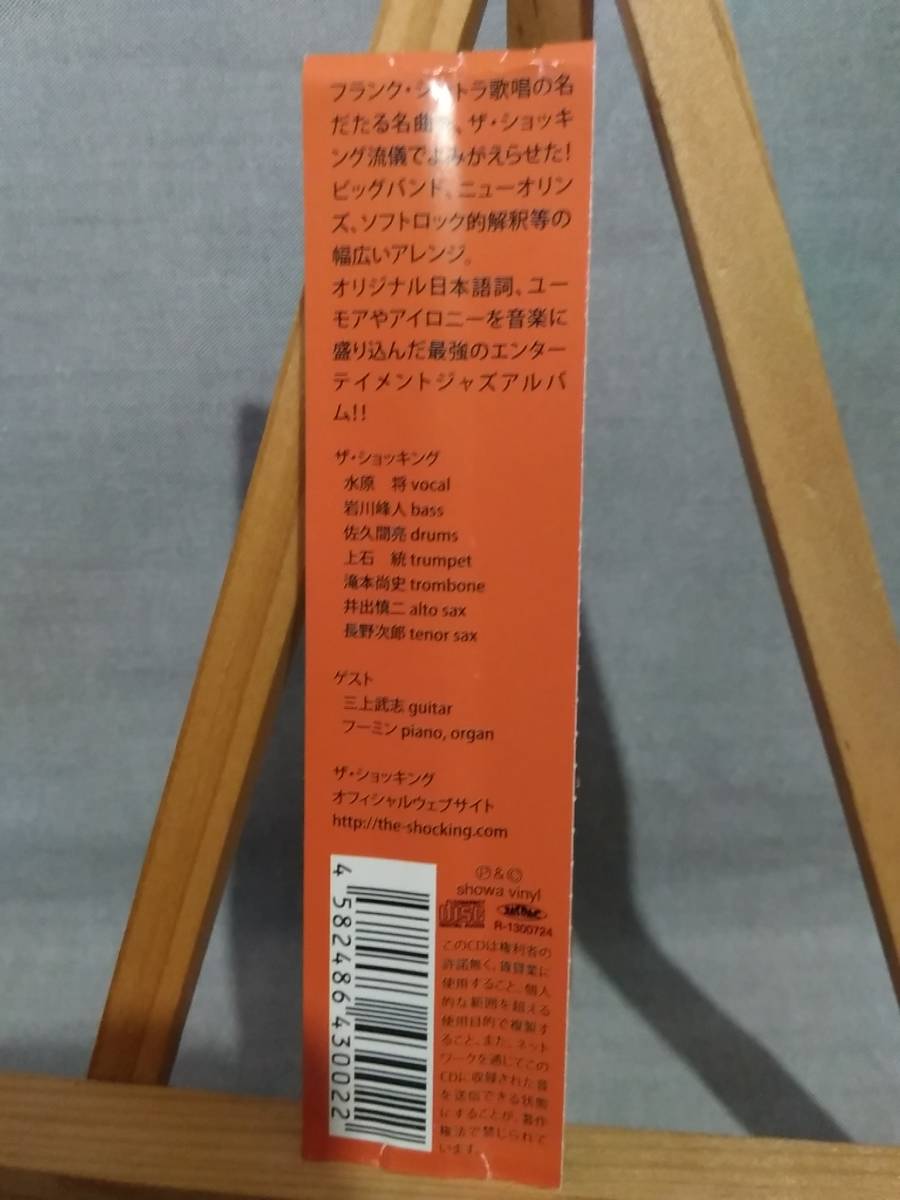 フランク・シナトラ歌唱の名
だたる名曲を、ザ・ショッキ
ング流儀でよみがえらせた!
ビッグバンド、ニューオリン
ズ、ソフトロック的解釈等の
幅広いアレンジ。
オリジナル日本語詞、ユー
モアやアイロニーを音楽に
盛り込んだ最強のエンター
テイメントジャズアルバ
ム!!
ザ・ショッキング
水原 将 vocal
岩川峰人 bass
佐久間亮 drums
上石 統 trumpet
滝本尚史 trombone
井出慎二 alto sax
長野次郎 tenor sax
ゲスト
三上武志 guitar
フーミン piano, organ
ザ・ショッキング
オフィシャルウェブサイト
http://the-shocking.com
4 582486 430022
Ⓟ&©
showa vinyl
disc JASRAC
R-1300724
このCDは権利者の
許諾無く、賃貸業に
使用すること、個人
的な範囲を超える
使用目的で複製す
ること、また、ネット
ワークを通じてこの
CDに収録された音
を送信できる状態
にすることが、著作
権法で禁じられて
います。